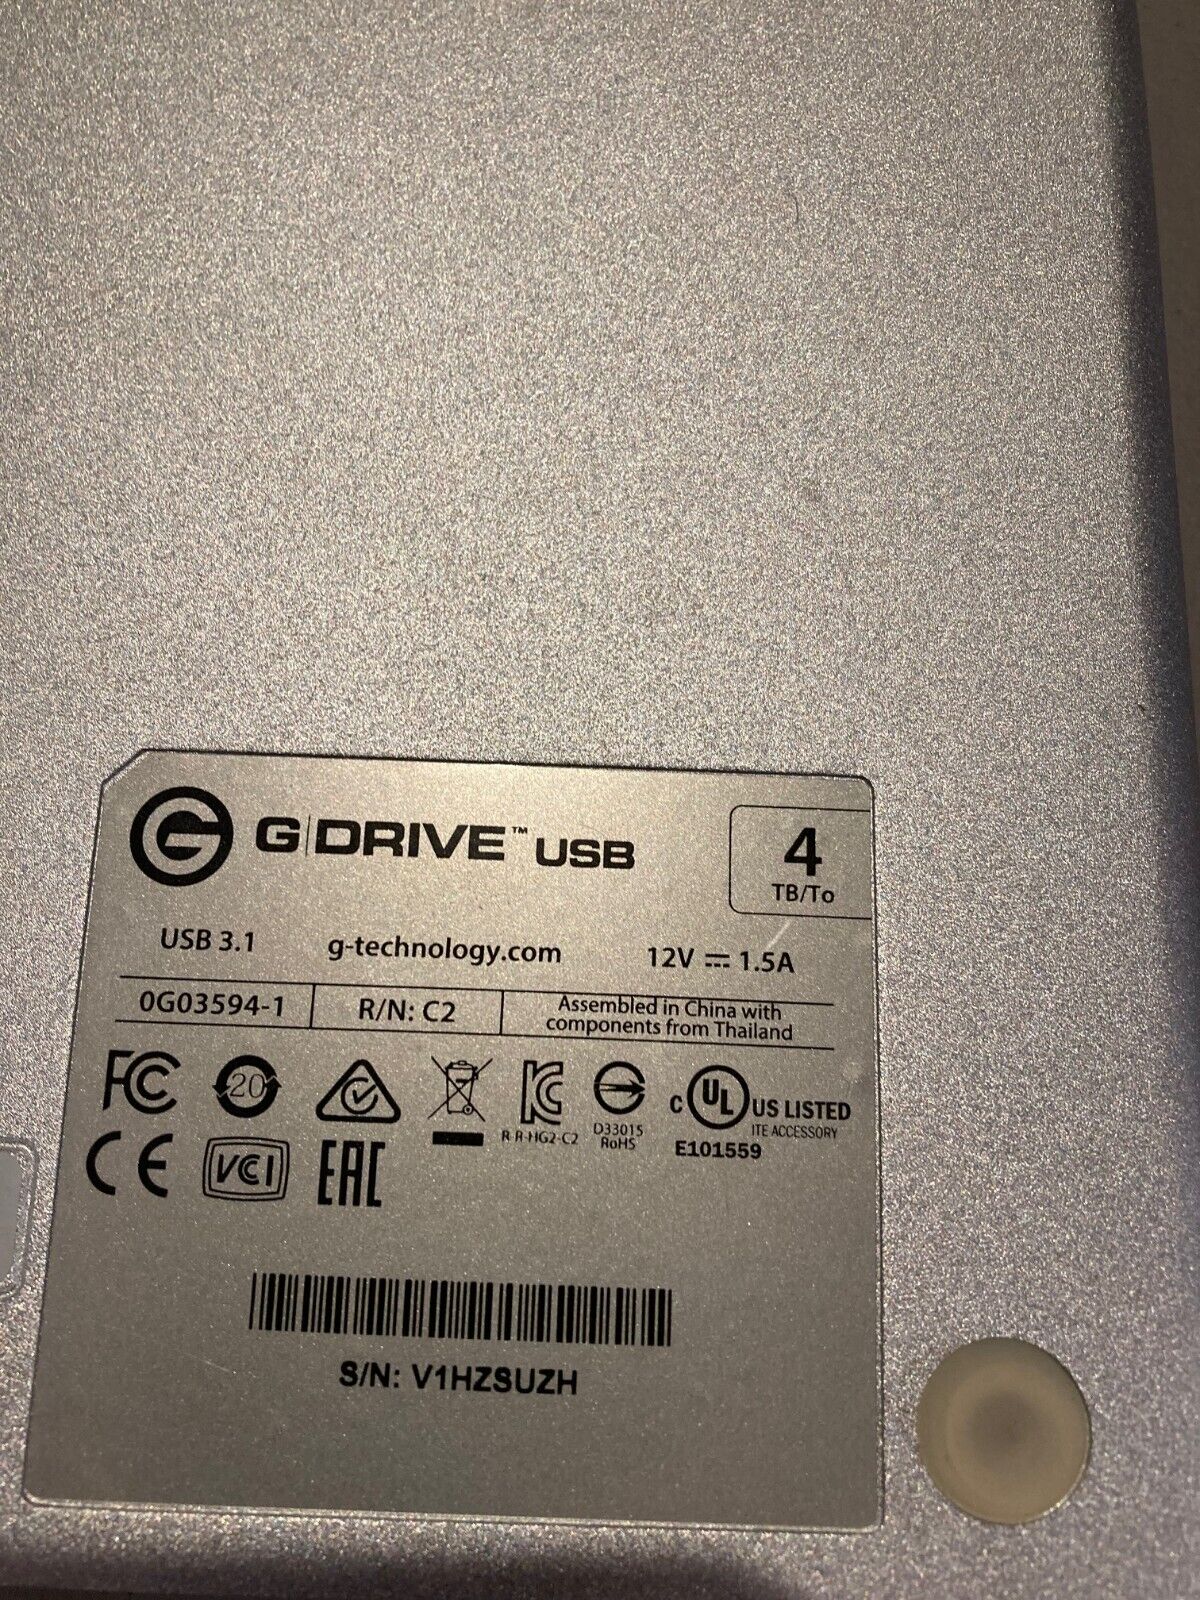 G|DRIVE™ USB
4
TB/To
USB 3.1 g-technology.com 12V ⎓ 1.5A
0G03594-1 R/N: C2 Assembled in China with
components from Thailand
FC 20 KC UL
R-R-HG2-C2 D33015
RoHS
C US LISTED
ITE ACCESSORY
E101559
CE VCI EAC
S/N: V1HZSUZH